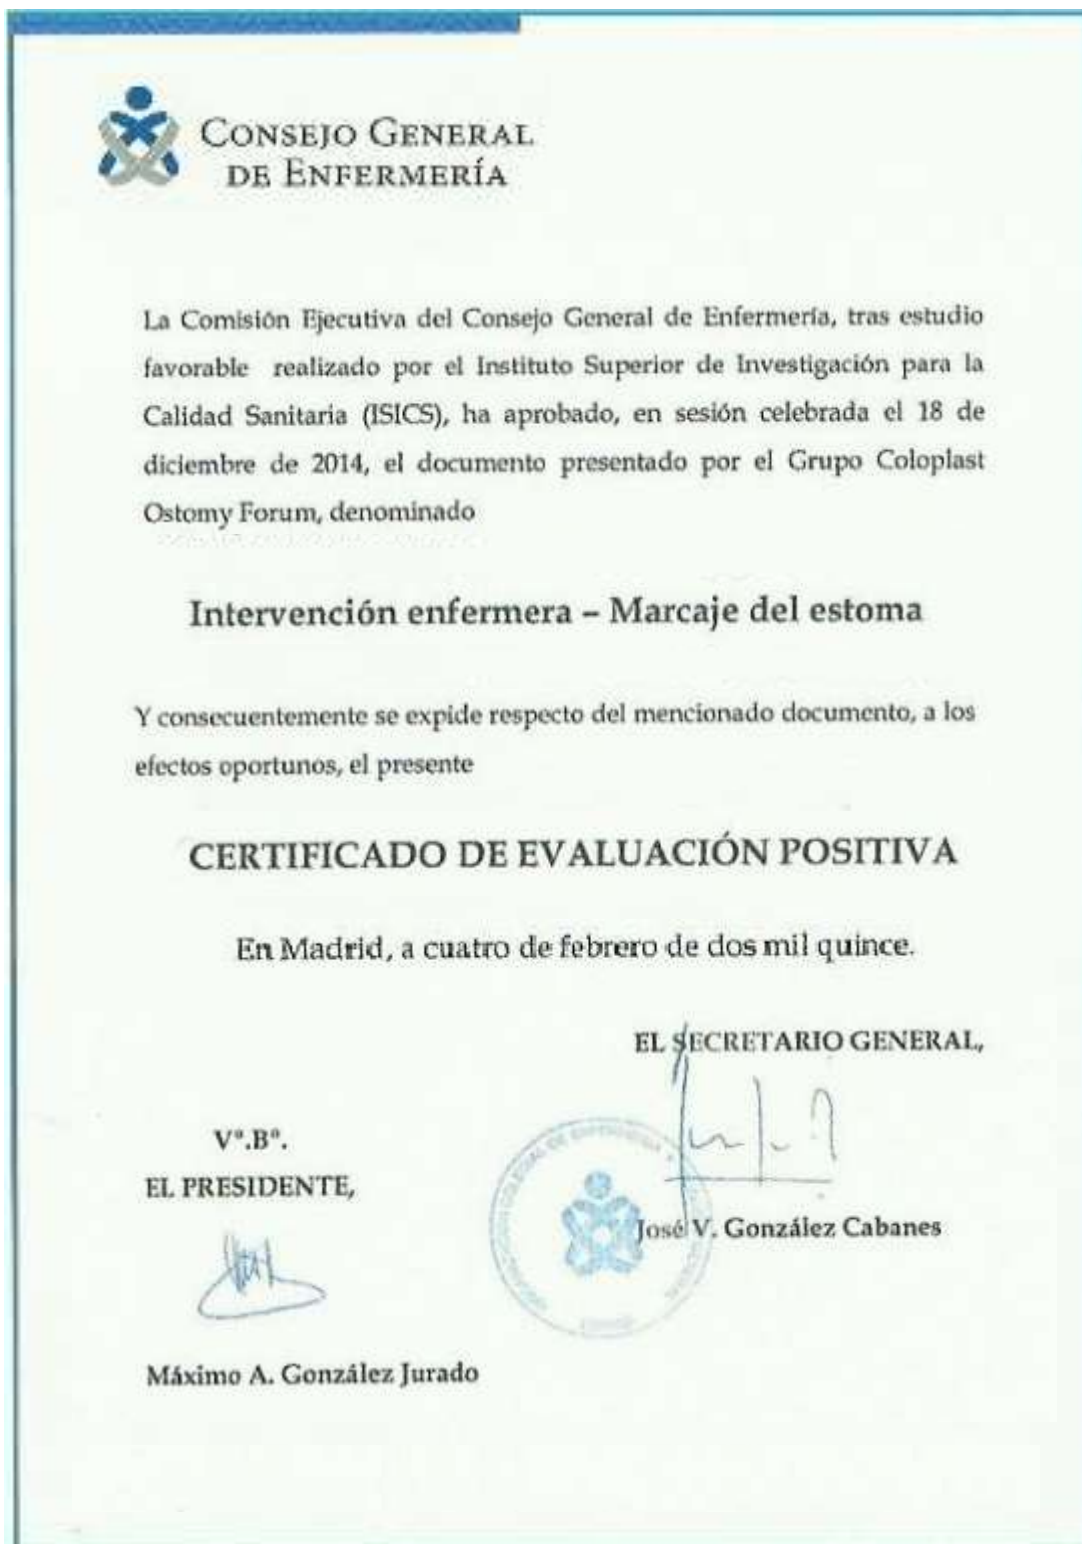 CONSEJO GENERAL
DE ENFERMERÍA
La Comisión Ejecutiva del Consejo General de Enfermería, tras estudio
favorable realizado por el Instituto Superior de Investigación para la
Calidad Sanitaria (ISICS), ha aprobado, en sesión celebrada el 18 de
diciembre de 2014, el documento presentado por el Grupo Coloplast
Ostomy Forum, denominado
Intervención enfermera – Marcaje del estoma
Y consecuentemente se expide respecto del mencionado documento, a los
efectos oportunos, el presente
CERTIFICADO DE EVALUACIÓN POSITIVA
En Madrid, a cuatro de febrero de dos mil quince.
EL SECRETARIO GENERAL,
Vº.Bº.
EL PRESIDENTE,
José V. González Cabanes
Máximo A. González Jurado